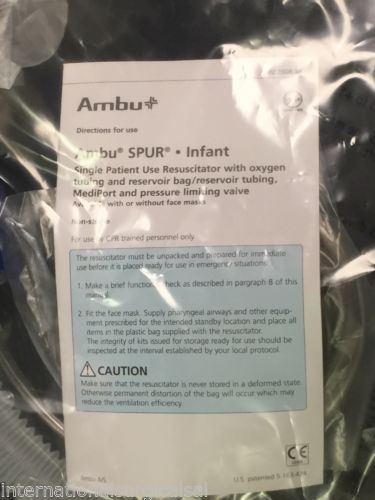 Ambu
Directions for use
Ambu® SPUR® • Infant
Single Patient Use Resuscitator with oxygen
tubing and reservoir bag/reservoir tubing,
MediPort and pressure limiting valve
with or without face masks
For use by CPR trained personnel only.
The resuscitator must be unpacked and prepared for immediate
use before it is placed ready for use in emergency situations:
1. Make a brief function check as described in paragraph 8 of this
2. Fit the face mask. Supply pharyngeal airways and other equip-
ment prescribed for the intended standby location and place all
items in the plastic bag supplied with the resuscitator.
The integrity of kits issued for storage ready for use should be
inspected at the interval established by your local protocol.
CAUTION
Make sure that the resuscitator is never stored in a deformed state.
Otherwise permanent distortion of the bag will occur which may
reduce the ventilation efficiency.
CE
Ambu A/S
U.S. patented
internationalsenappraisal